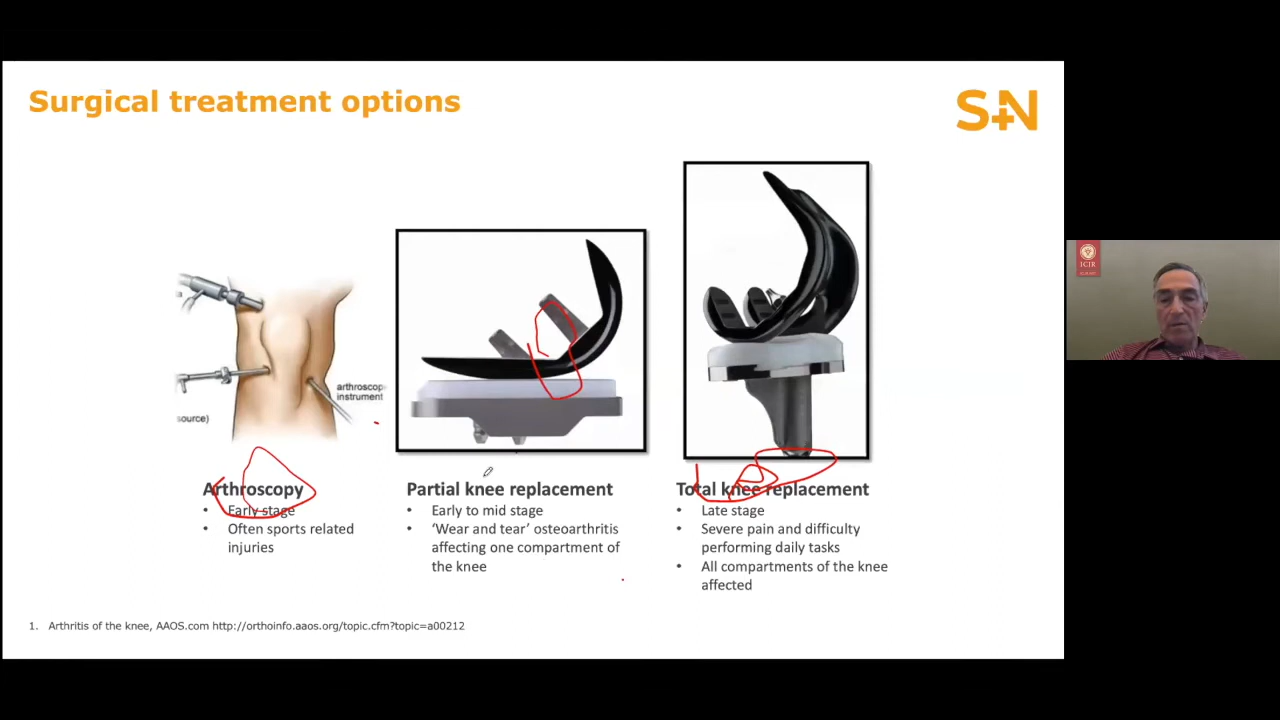 Surgical treatment options
S+N
ICJR
arthroscop
instrument
source)
Arthroscopy
• Early stage
• Often sports related
injuries
Partial knee replacement
• Early to mid stage
• ‘Wear and tear’ osteoarthritis
affecting one compartment of
the knee
Total knee replacement
• Late stage
• Severe pain and difficulty
performing daily tasks
• All compartments of the knee
affected
1. Arthritis of the knee, AAOS.com http://orthoinfo.aaos.org/topic.cfm?topic=a00212